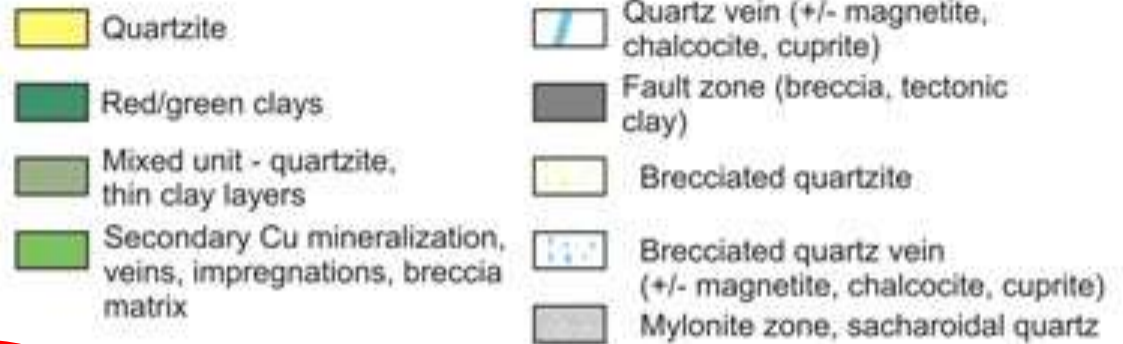 Quartzite
Red/green clays
Mixed unit - quartzite,
thin clay layers
Secondary Cu mineralization,
veins, impregnations, breccia
matrix
Quartz vein (+/- magnetite,
chalcocite, cuprite)
Fault zone (breccia, tectonic
clay)
Brecciated quartzite
Brecciated quartz vein
(+/- magnetite, chalcocite, cuprite)
Mylonite zone, sacharoidal quartz